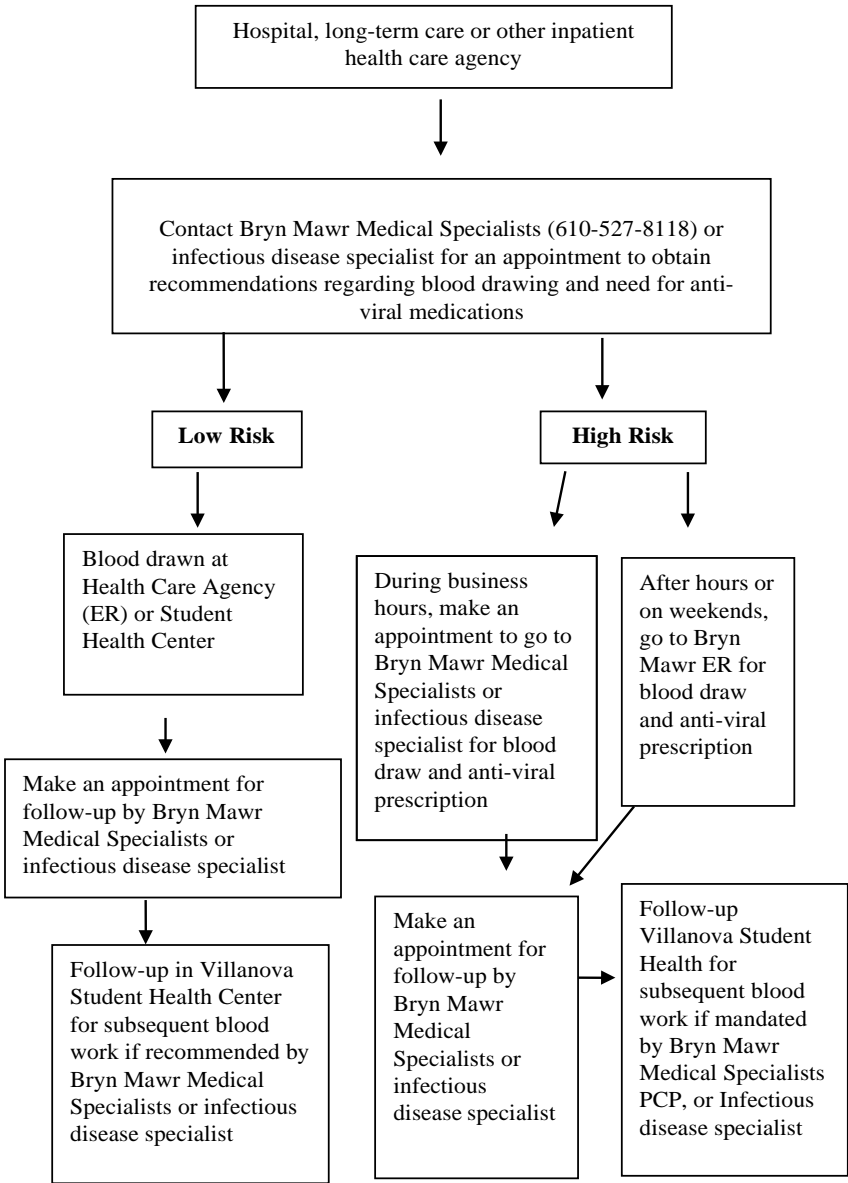 Hospital, long-term care or other inpatient
health care agency
Contact Bryn Mawr Medical Specialists (610-527-8118) or
infectious disease specialist for an appointment to obtain
recommendations regarding blood drawing and need for anti-
viral medications
Low Risk
High Risk
Blood drawn at
Health Care Agency
(ER) or Student
Health Center
During business
hours, make an
appointment to go to
Bryn Mawr Medical
Specialists or
infectious disease
specialist for blood
draw and anti-viral
prescription
After hours or
on weekends,
go to Bryn
Mawr ER for
blood draw
and anti-viral
prescription
Make an appointment for
follow-up by Bryn Mawr
Medical Specialists or
infectious disease specialist
Follow-up in Villanova
Student Health Center
for subsequent blood
work if recommended by
Bryn Mawr Medical
Specialists or infectious
disease specialist
Make an
appointment for
follow-up by
Bryn Mawr
Medical
Specialists or
infectious
disease specialist
Follow-up
Villanova Student
Health for
subsequent blood
work if mandated
by Bryn Mawr
Medical Specialists
PCP, or Infectious
disease specialist